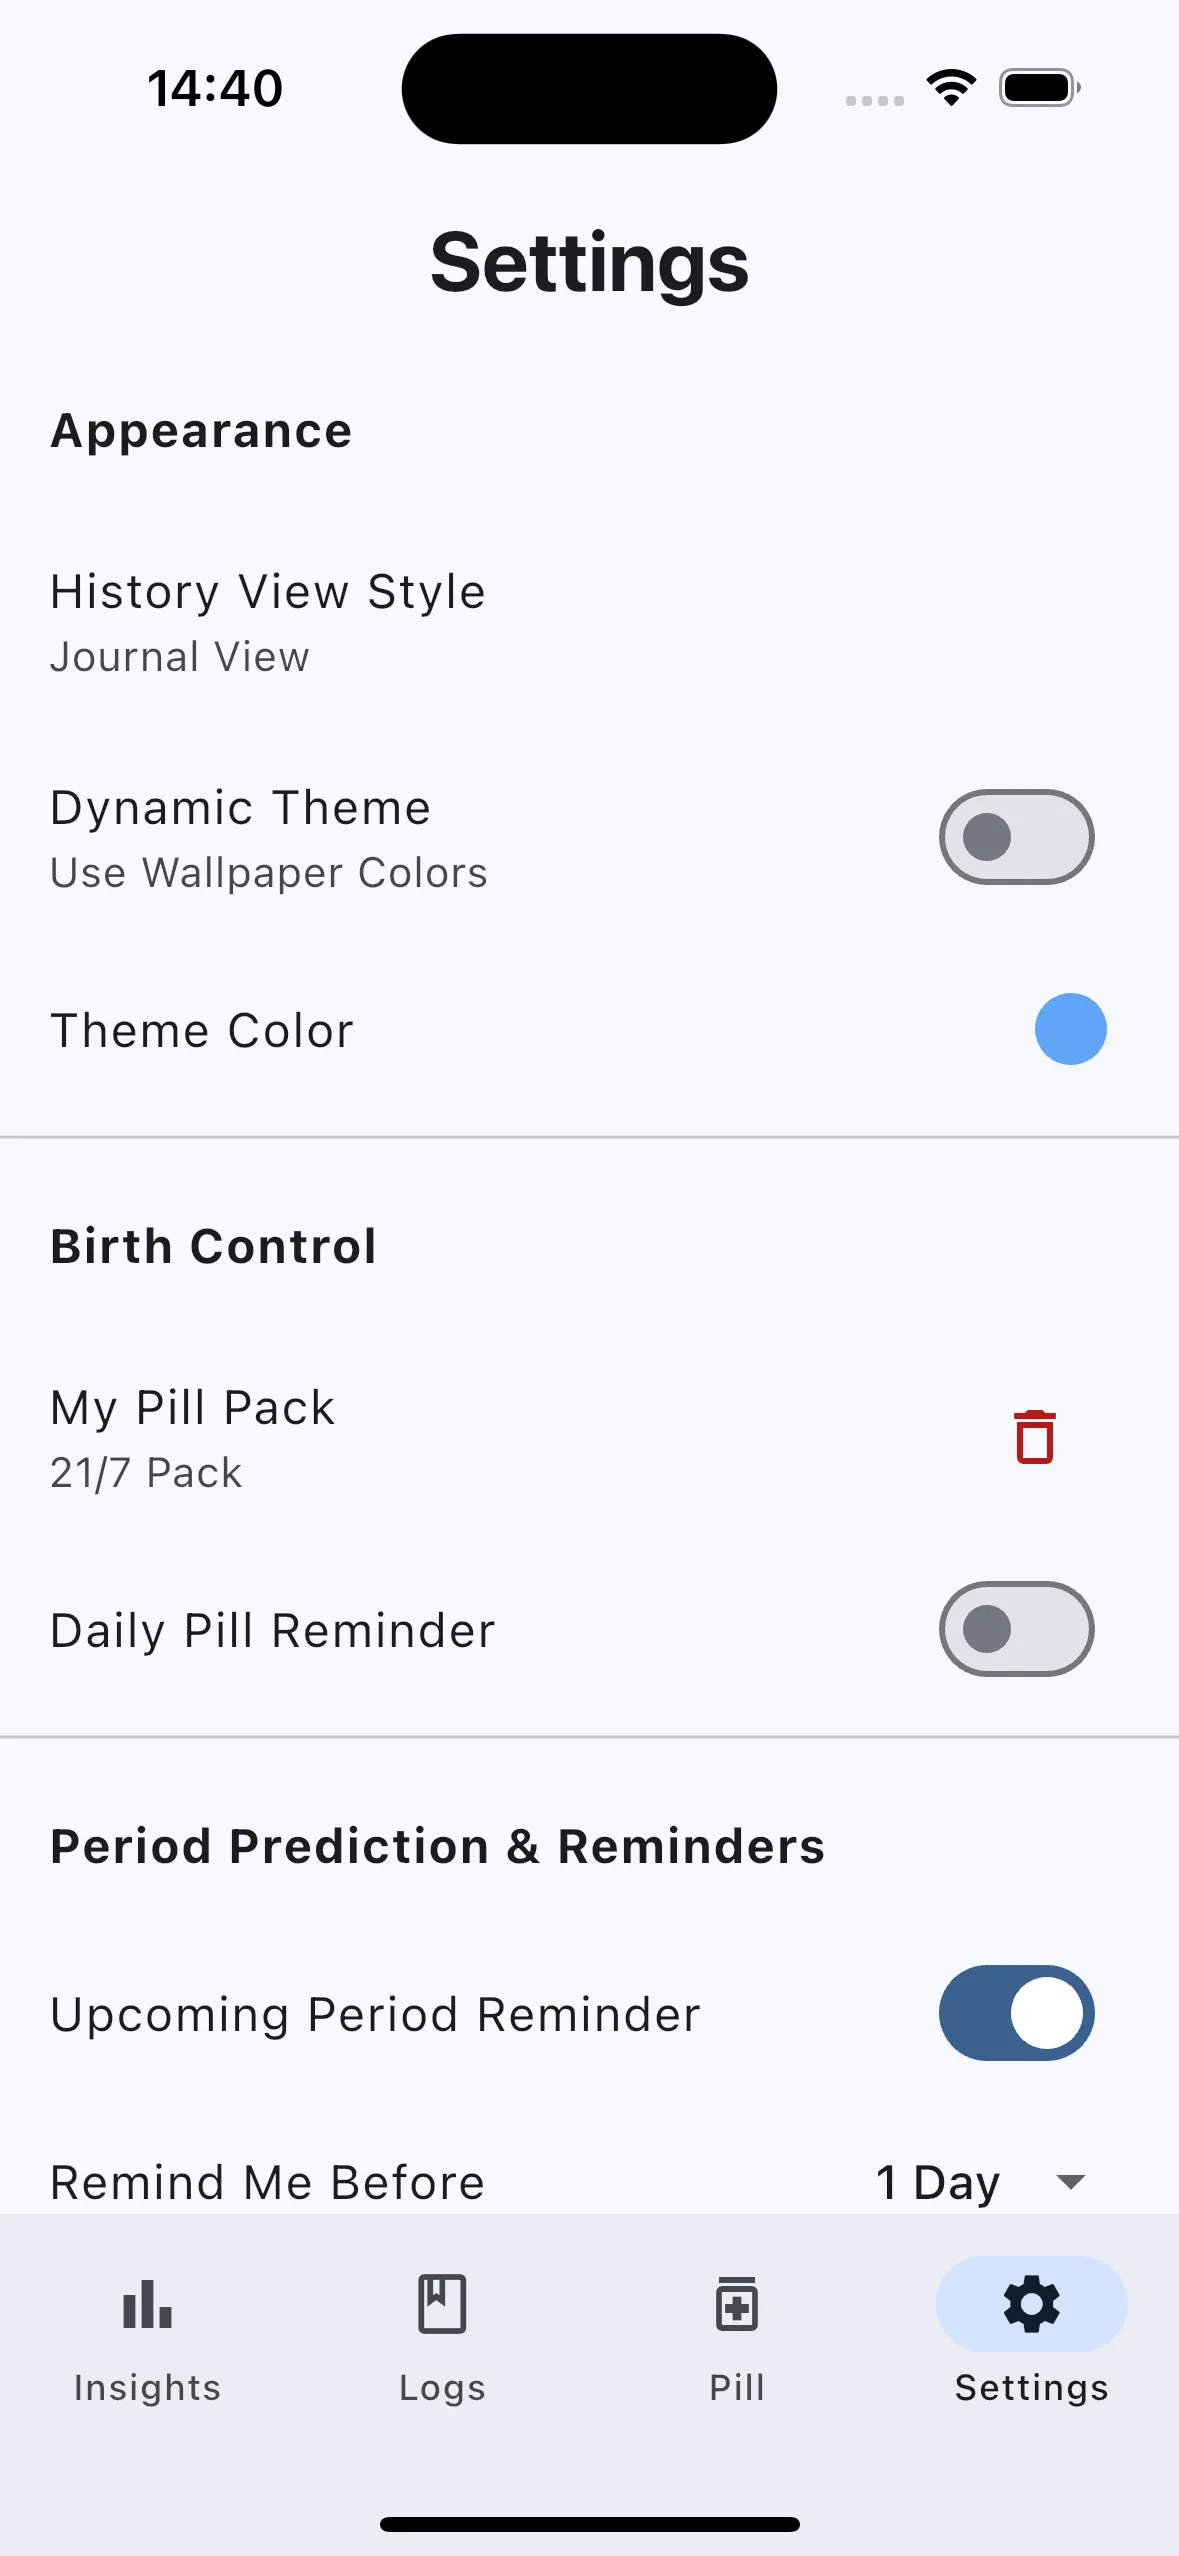 14:40
Settings
Appearance
History View Style
Journal View
Dynamic Theme
Use Wallpaper Colors
Theme Color
Birth Control
My Pill Pack
21/7 Pack
Daily Pill Reminder
Period Prediction & Reminders
Upcoming Period Reminder
Remind Me Before 1 Day
Insights Logs Pill Settings